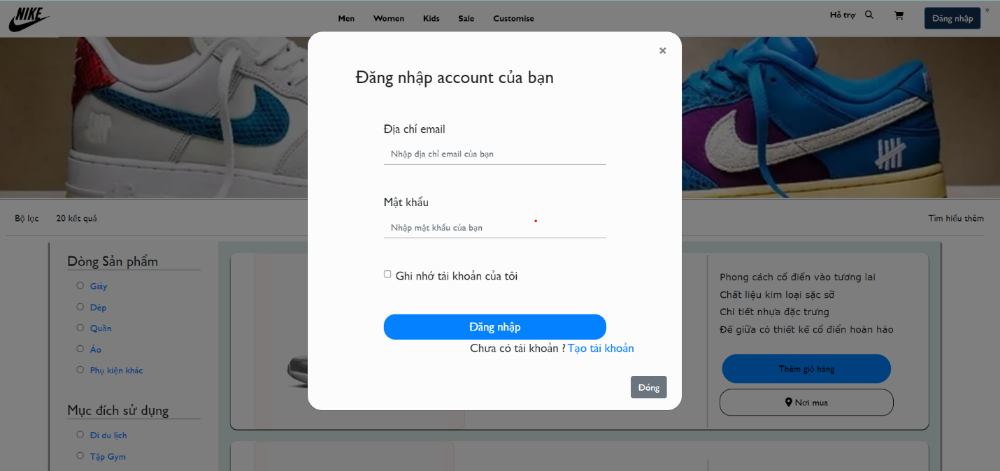 NIKE
Men Women Kids Sale Customise
Hỗ trợ
Đăng nhập
*
×
Đăng nhập account của bạn
Địa chỉ email
Nhập địa chỉ email của bạn
Mật khẩu
Nhập mật khẩu của bạn
Ghi nhớ tài khoản của tôi
Đăng nhập
Chưa có tài khoản ? Tạo tài khoản
Đóng
Bộ lọc 20 kết quả
Tìm hiểu thêm
Dòng Sản phẩm
Giày
Dép
Quần
Áo
Phụ kiện khác
Mục đích sử dụng
Đi du lịch
Tập Gym
Phong cách cổ điển vào tương lai
Chất liệu kim loại sặc sỡ
Chi tiết nhựa đặc trưng
Đế giữa có thiết kế cổ điển hoàn hảo
Thêm giỏ hàng
Nơi mua